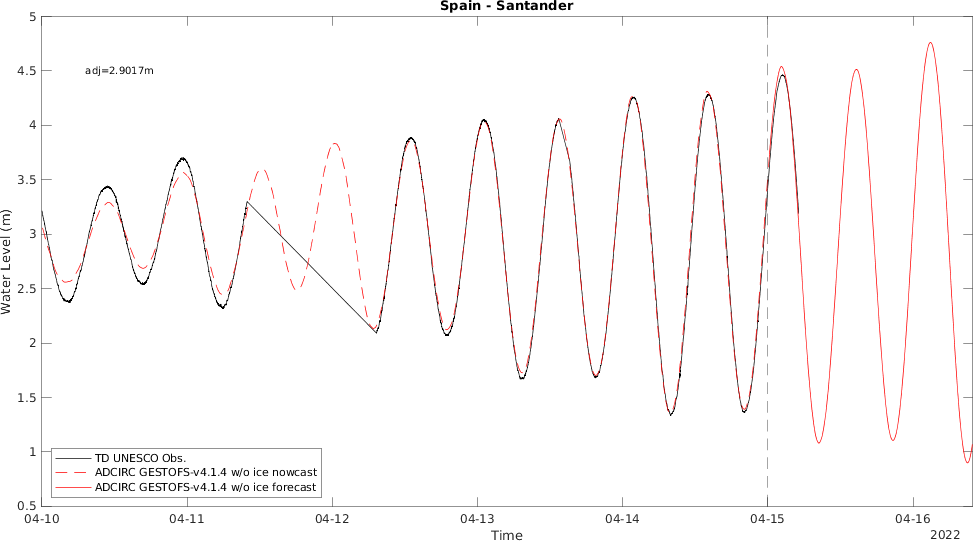 Spain - Santander
adj=2.9017m
Water Level (m)
5
4.5
4
3.5
3
2.5
2
1.5
1
0.5
TD UNESCO Obs.
ADCIRC GESTOFS-v4.1.4 w/o ice nowcast
ADCIRC GESTOFS-v4.1.4 w/o ice forecast
04-10
04-11
04-12
04-13
04-14
04-15
04-16
Time
2022